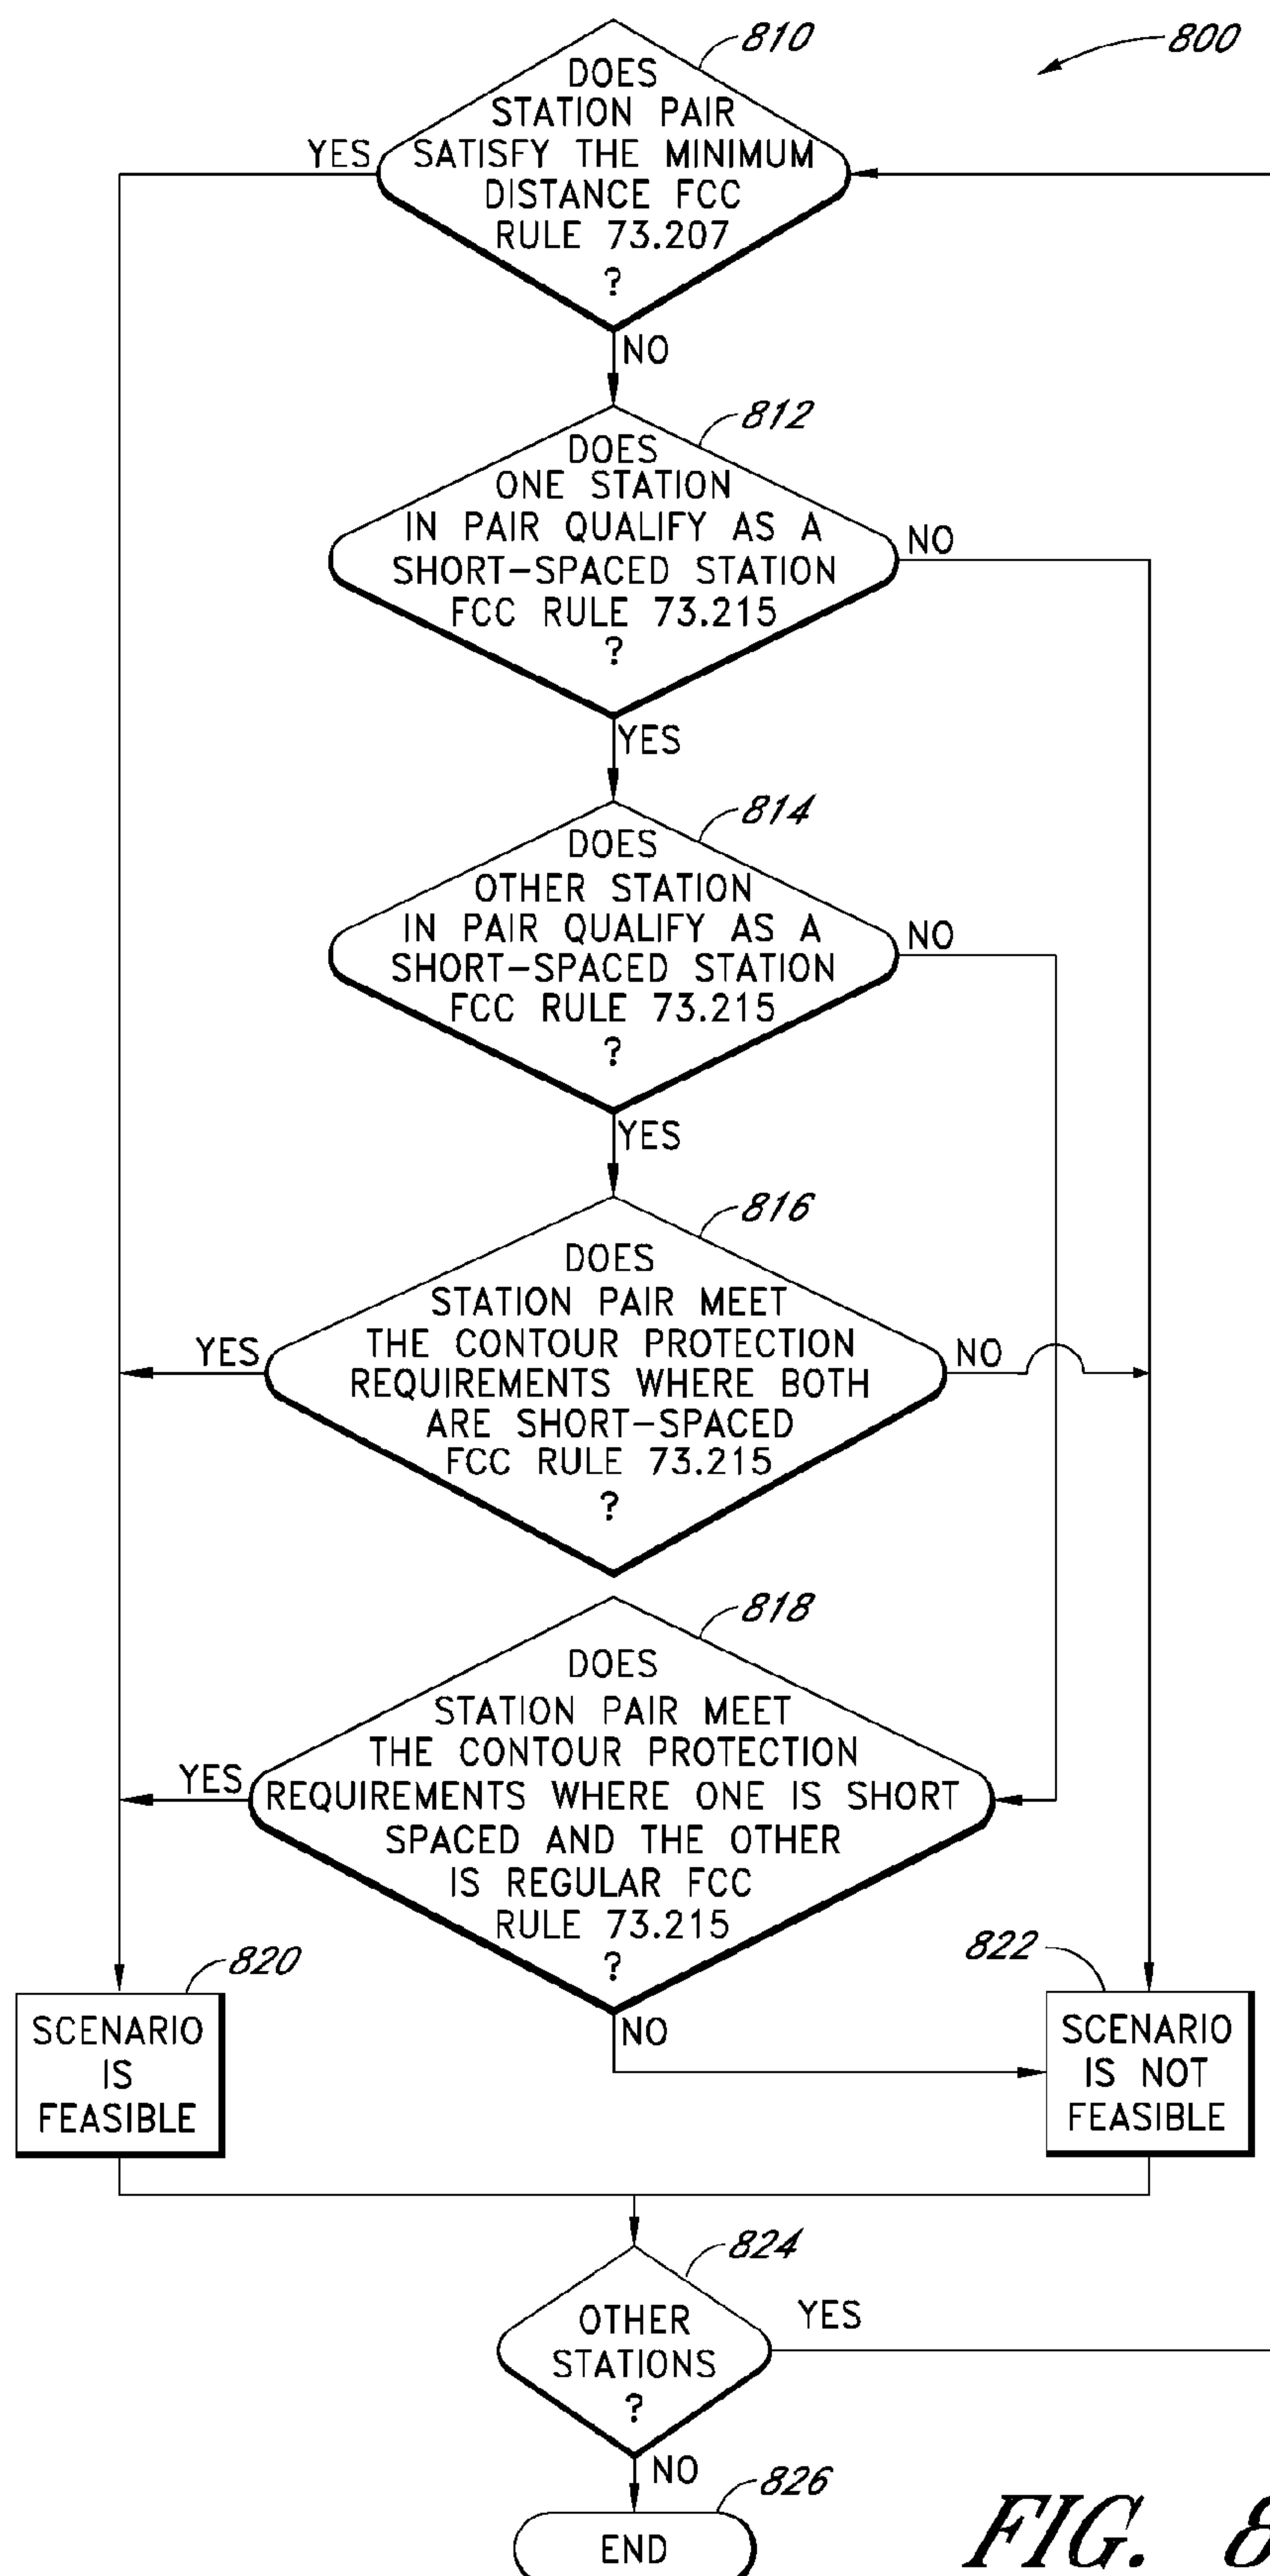 810
800
DOES
STATION PAIR
YES
SATISFY THE MINIMUM
DISTANCE FCC
RULE 73.207
?
NO
812
DOES
ONE STATION
IN PAIR QUALIFY AS A
NO
SHORT-SPACED STATION
FCC RULE 73.215
?
YES
814
DOES
OTHER STATION
IN PAIR QUALIFY AS A
NO
SHORT-SPACED STATION
FCC RULE 73.215
?
YES
816
DOES
STATION PAIR MEET
THE CONTOUR PROTECTION
YES
NO
REQUIREMENTS WHERE BOTH
ARE SHORT-SPACED
FCC RULE 73.215
?
818
DOES
STATION PAIR MEET
THE CONTOUR PROTECTION
YES
REQUIREMENTS WHERE ONE IS SHORT
SPACED AND THE OTHER
IS REGULAR FCC
RULE 73.215
?
NO
820
SCENARIO
IS
FEASIBLE
822
SCENARIO
IS NOT
FEASIBLE
824
OTHER
STATIONS
?
YES
NO
826
END
FIG. 8